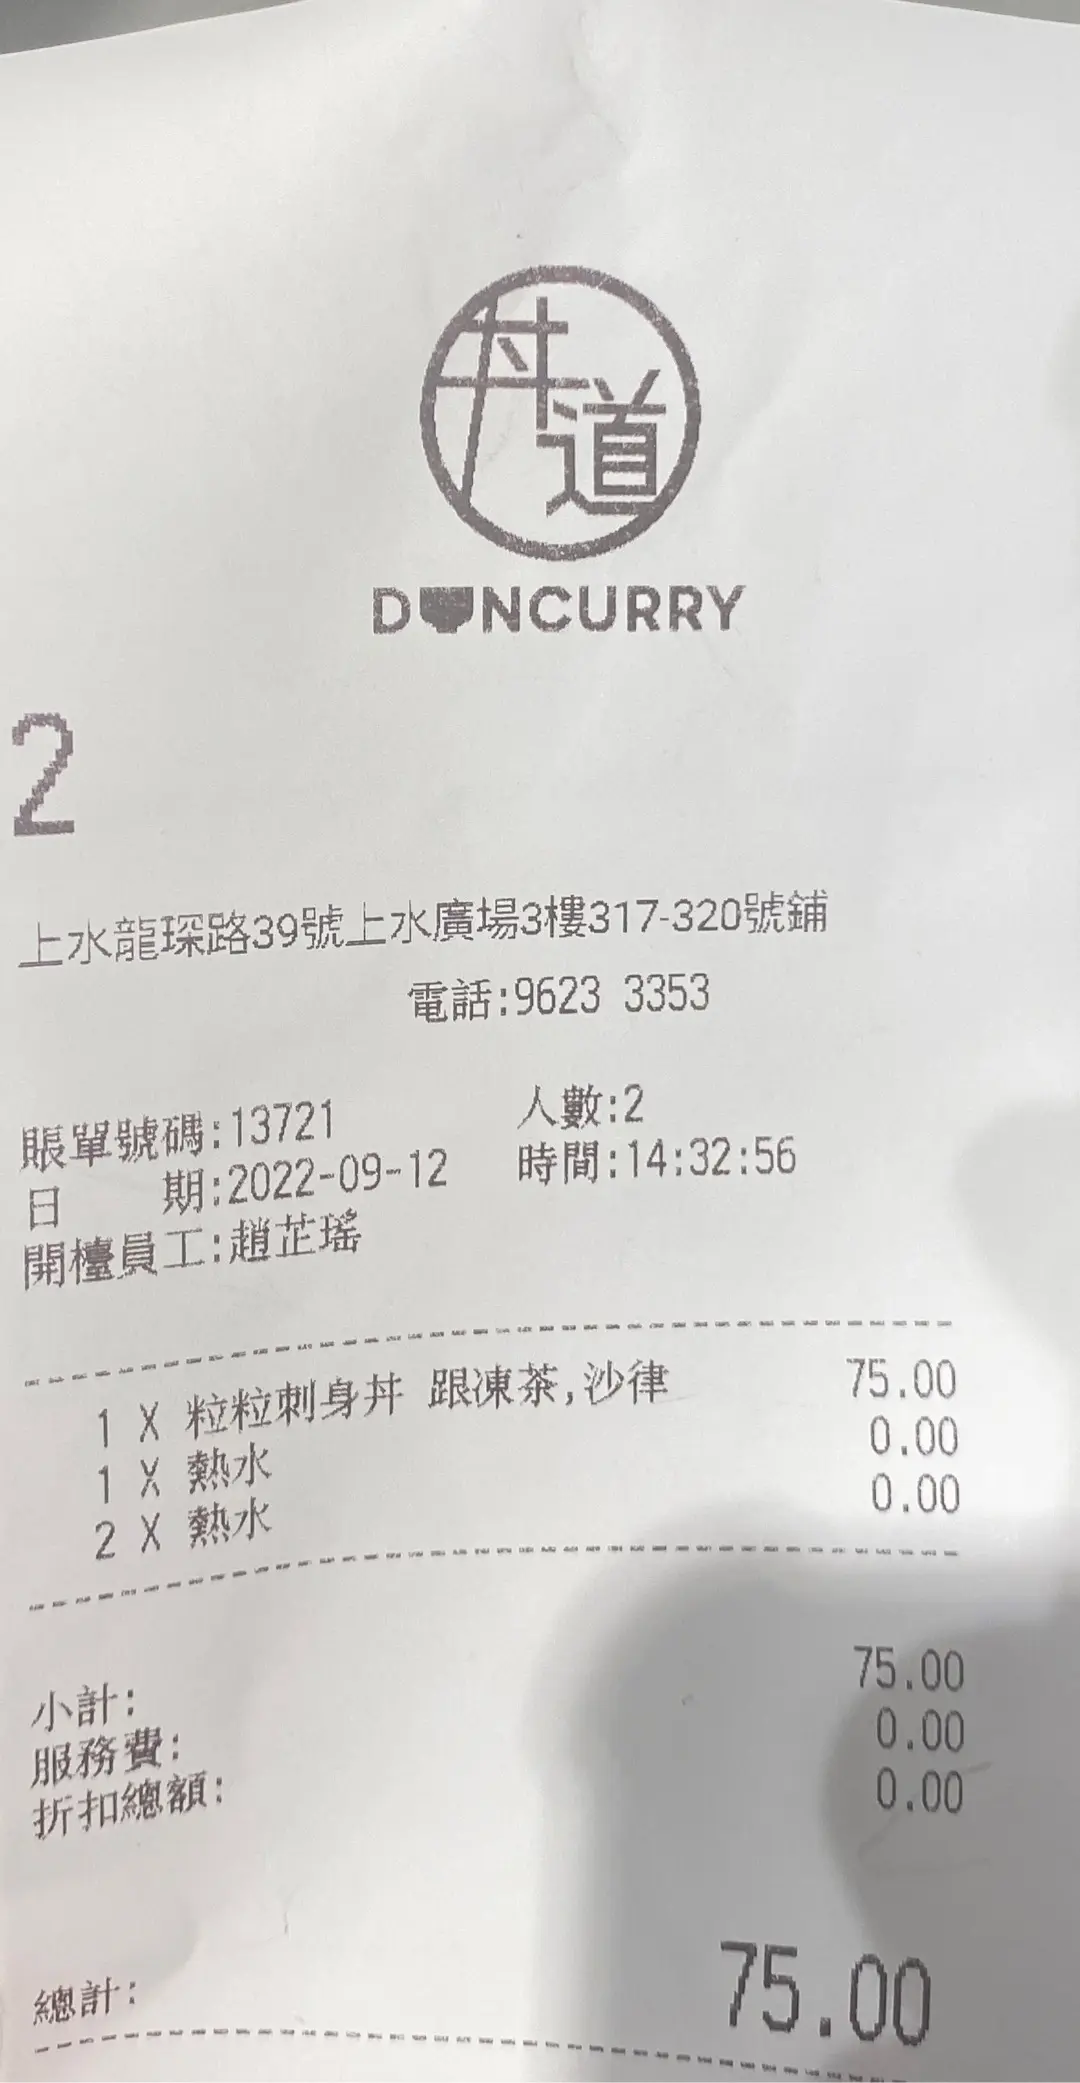 丼道
DONCURRY
2
上水龍琛路39號上水廣場3樓317-320號鋪
電話:9623 3353
賬單號碼:13721 人數:2
日 期:2022-09-12 時間:14:32:56
開檯員工:趙芷瑤
1 X 粒粒刺身丼 跟凍茶,沙律 75.00
1 X 熱水 0.00
2 X 熱水 0.00
小計: 75.00
服務費: 0.00
折扣總額: 0.00
總計: 75.00